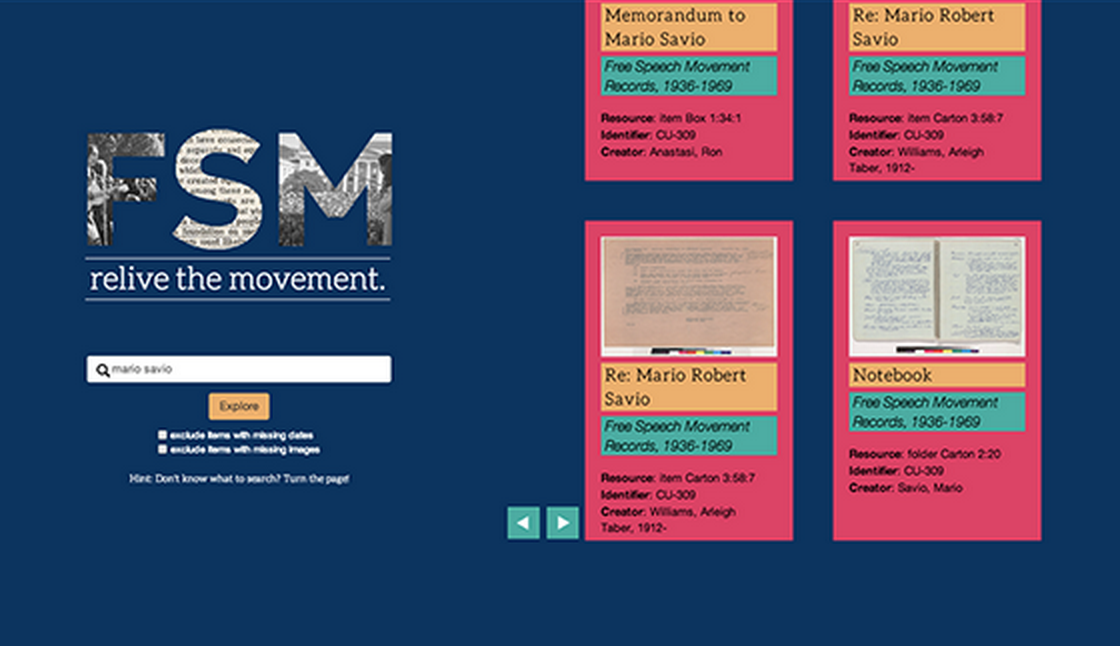 FSM
relive the movement.
mario savio
Explore
exclude items with missing dates
exclude items with missing images
Hint: Don't know what to search? Turn the page!
Memorandum to
Mario Savio
Free Speech Movement
Records, 1936-1969
Resource: item Box 1:34:1
Identifier: CU-309
Creator: Anastasi, Ron
Re: Mario Robert
Savio
Free Speech Movement
Records, 1936-1969
Resource: item Carton 3:58:7
Identifier: CU-309
Creator: Williams, Arleigh
Taber, 1912-
Re: Mario Robert
Savio
Free Speech Movement
Records, 1936-1969
Resource: item Carton 3:58:7
Identifier: CU-309
Creator: Williams, Arleigh
Taber, 1912-
Notebook
Free Speech Movement
Records, 1936-1969
Resource: folder Carton 2:20
Identifier: CU-309
Creator: Savio, Mario